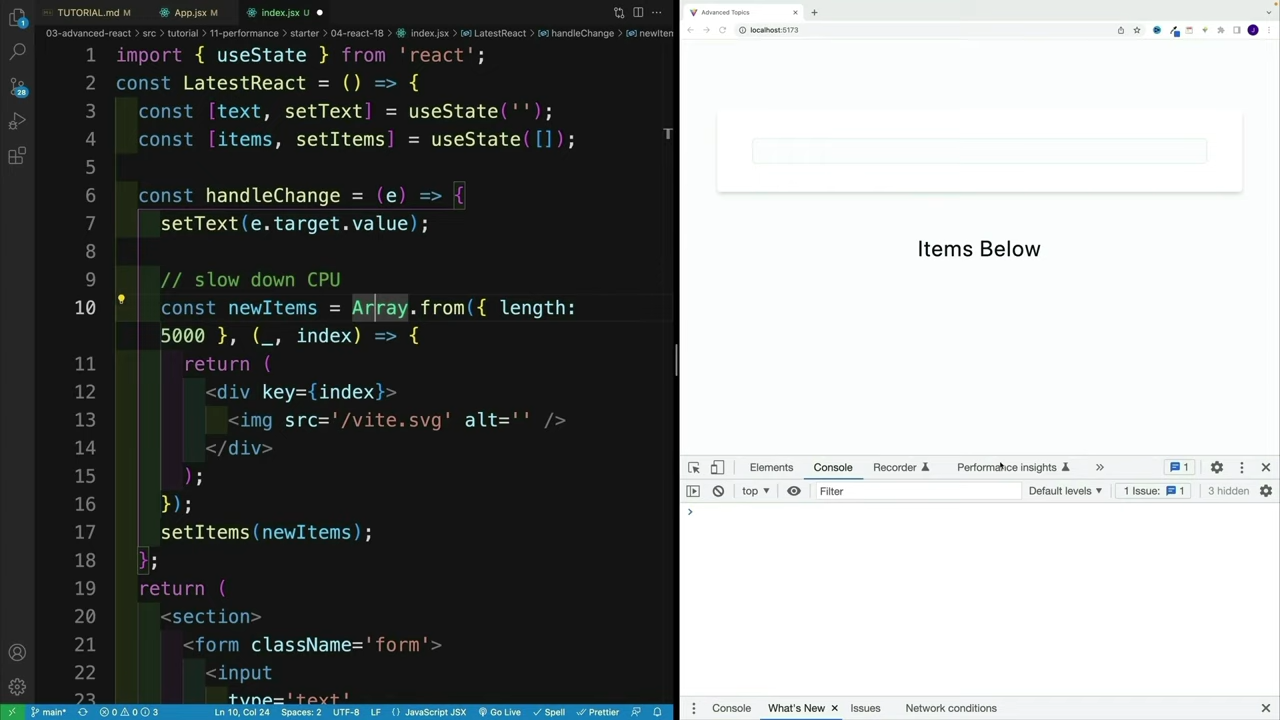 TUTORIAL.md M
App.jsx M
index.jsx U
03-advanced-react > src > tutorial > 11-performance > starter > 04-react-18 > index.jsx > LatestReact > handleChange > newItem
1 import { useState } from 'react';
2 const LatestReact = () => {
3 const [text, setText] = useState('');
4 const [items, setItems] = useState([]);
5
6 const handleChange = (e) => {
7 setText(e.target.value);
8
9 // slow down CPU
10 const newItems = Array.from({ length:
5000 }, (_, index) => {
11 return (
12 <div key={index}>
13 <img src='/vite.svg' alt='' />
14 </div>
15 );
16 });
17 setItems(newItems);
18 };
19 return (
20 <section>
21 <form className='form'>
22 <input
23 type='text'
1
28
main* 0 0 3 Ln 10, Col 24 Spaces: 2 UTF-8 LF {} JavaScript JSX Go Live Spell Prettier
Advanced Topics
localhost:5173
J
Items Below
Elements Console Recorder Performance insights 1
top Filter Default levels 1 Issue: 1 3 hidden
Console What's New Issues Network conditions